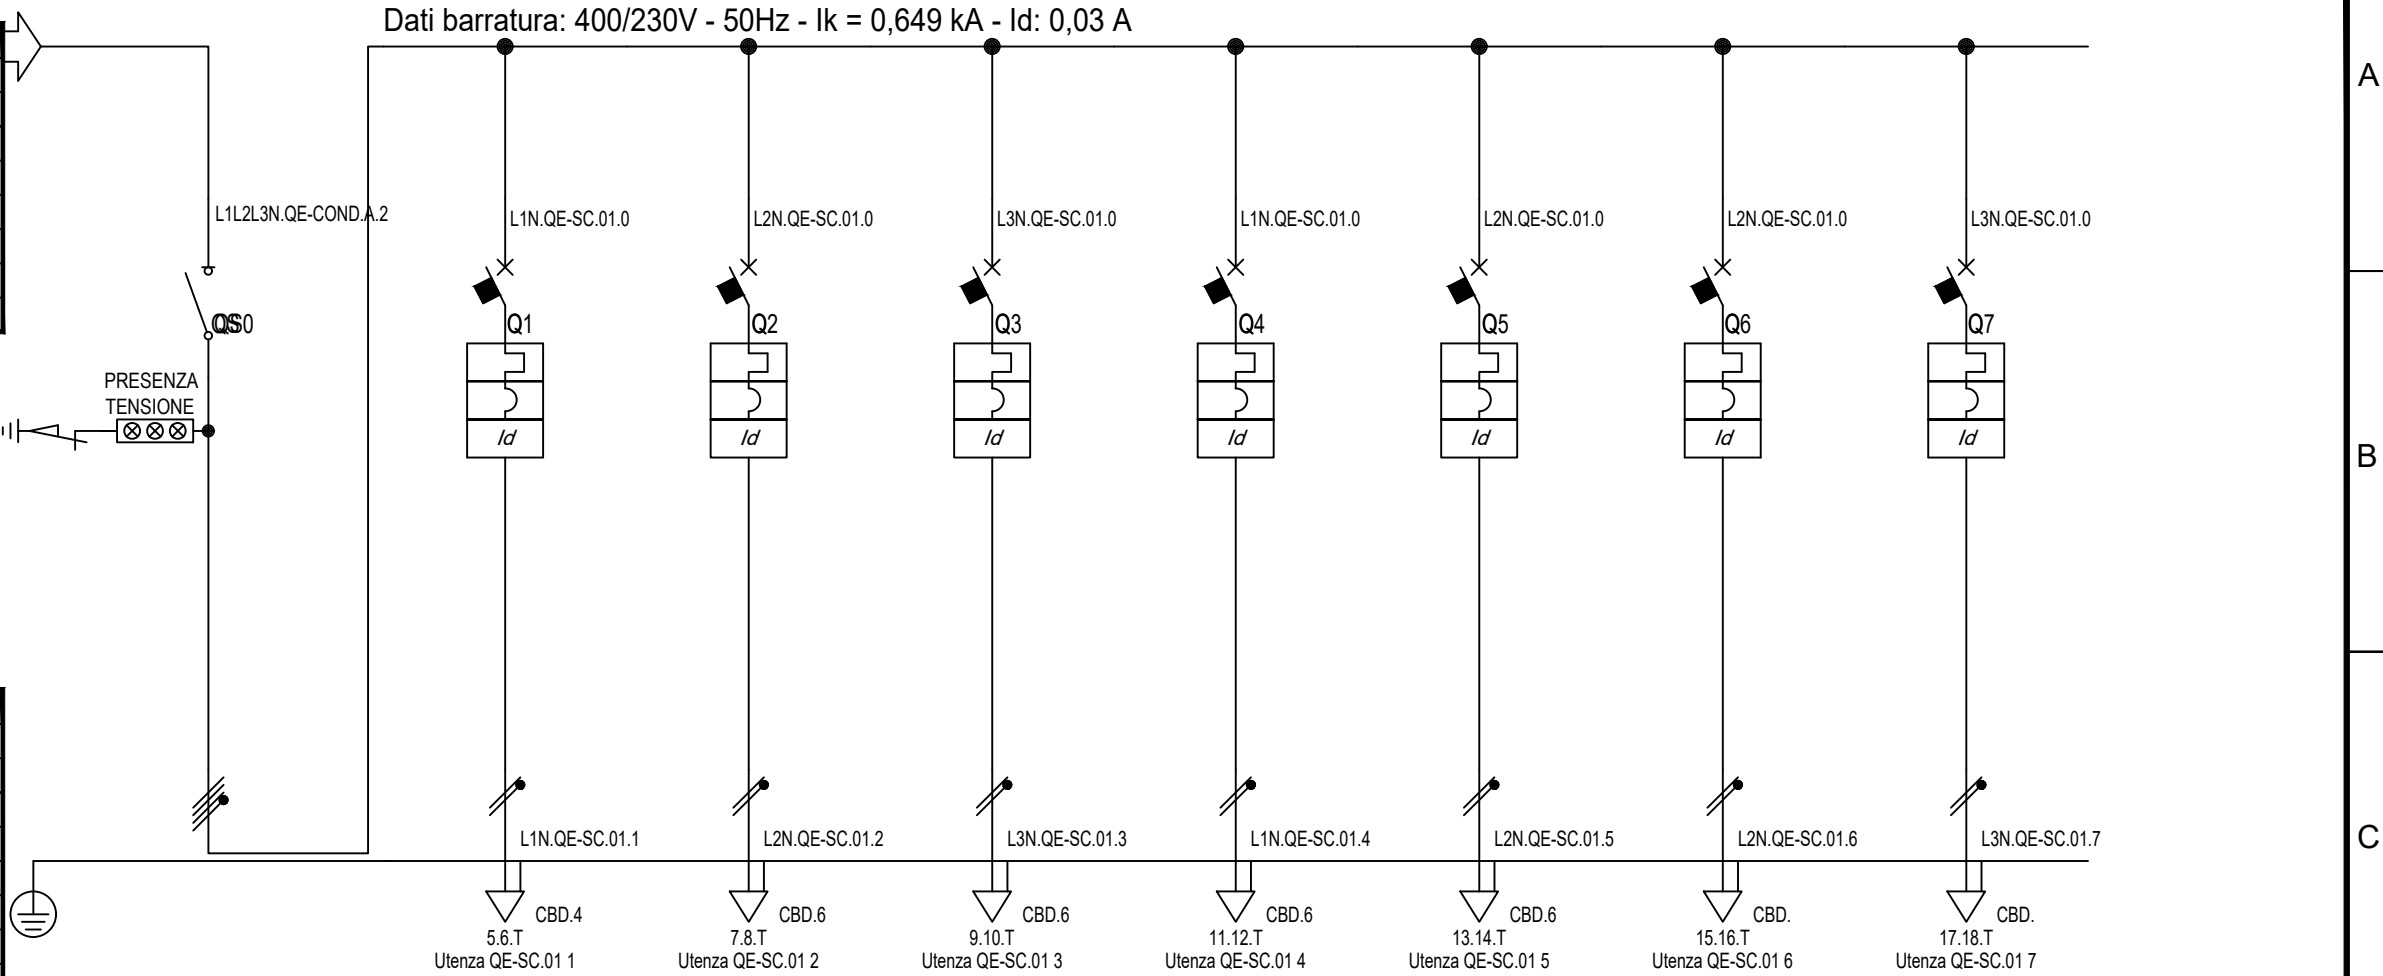 Dati barratura: 400/230V - 50Hz - Ik = 0,649 kA - Id: 0,03 A
A
L1L2L3N.QE-COND.A.2
L1N.QE-SC.01.0
L2N.QE-SC.01.0
L3N.QE-SC.01.0
L1N.QE-SC.01.0
L2N.QE-SC.01.0
L2N.QE-SC.01.0
L3N.QE-SC.01.0
Q1
Q2
Q3
Q4
Q5
Q6
Q7
PRESENZA
TENSIONE
Id
Id
Id
Id
Id
Id
Id
B
L1N.QE-SC.01.1
L2N.QE-SC.01.2
L3N.QE-SC.01.3
L1N.QE-SC.01.4
L2N.QE-SC.01.5
L2N.QE-SC.01.6
L3N.QE-SC.01.7
C
CBD.4
CBD.6
CBD.6
CBD.6
CBD.6
CBD.
CBD.
5.6.T
7.8.T
9.10.T
11.12.T
13.14.T
15.16.T
17.18.T
Utenza QE-SC.01 1
Utenza QE-SC.01 2
Utenza QE-SC.01 3
Utenza QE-SC.01 4
Utenza QE-SC.01 5
Utenza QE-SC.01 6
Utenza QE-SC.01 7